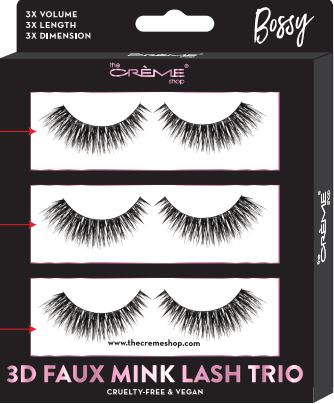 3X VOLUME
3X LENGTH
3X DIMENSION
Bossy
the
CRÈME
shop
the
CRÈME
shop
www.thecremeshop.com
3D FAUX MINK LASH TRIO
CRUELTY-FREE & VEGAN